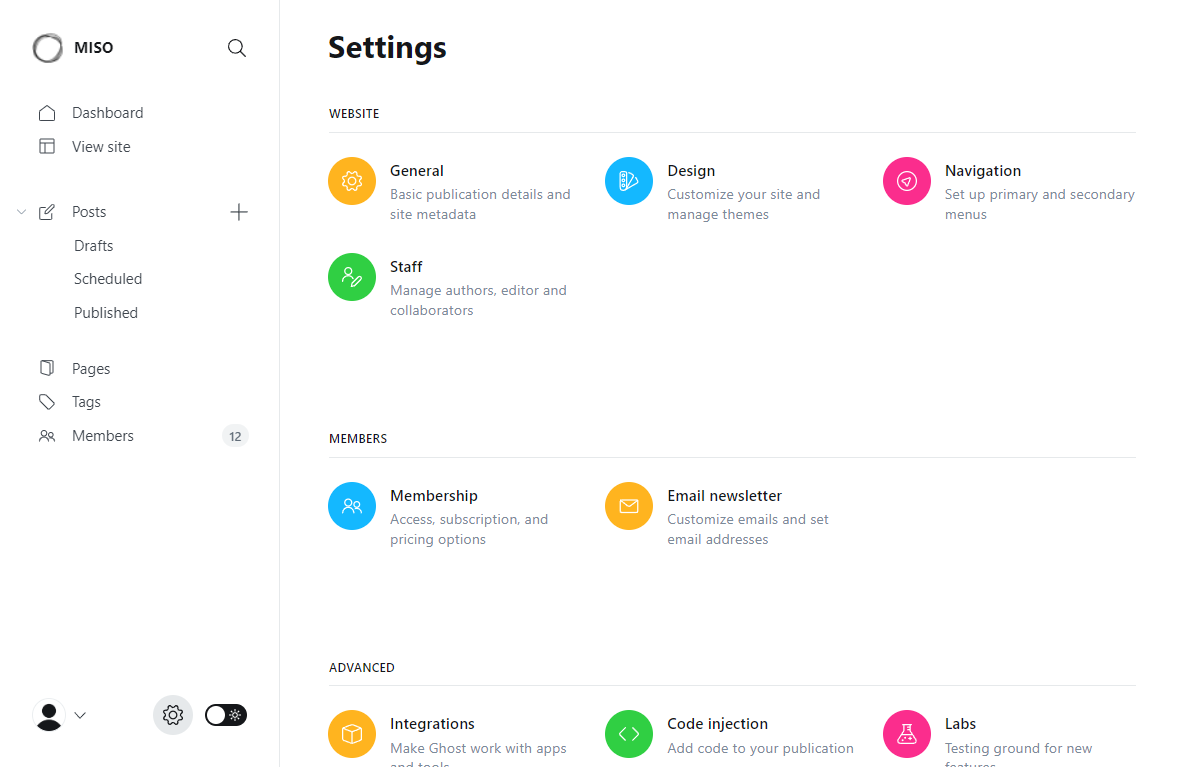 MISO
Dashboard
View site
Posts
Drafts
Scheduled
Published
Pages
Tags
Members 12
Settings
WEBSITE
General
Basic publication details and
site metadata
Design
Customize your site and
manage themes
Navigation
Set up primary and secondary
menus
Staff
Manage authors, editor and
collaborators
MEMBERS
Membership
Access, subscription, and
pricing options
Email newsletter
Customize emails and set
email addresses
ADVANCED
Integrations
Make Ghost work with apps
and tools
Code injection
Add code to your publication
Labs
Testing ground for new
features